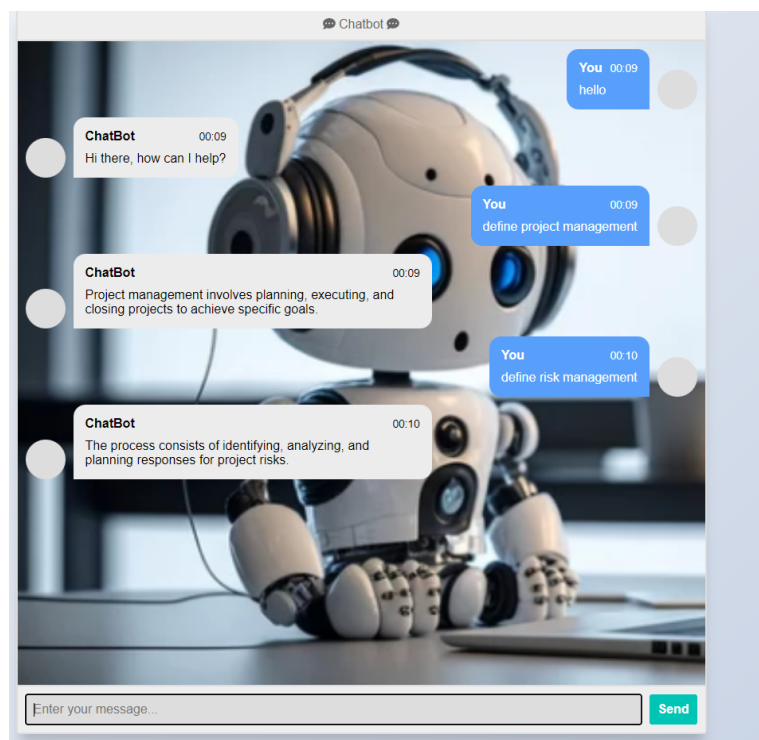 Chatbot
You 00:09
hello
ChatBot 00:09
Hi there, how can I help?
You 00:09
define project management
ChatBot 00:09
Project management involves planning, executing, and
closing projects to achieve specific goals.
You 00:10
define risk management
ChatBot 00:10
The process consists of identifying, analyzing, and
planning responses for project risks.
Enter your message...
Send